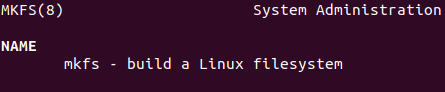 MKFS(8) System Administration
NAME
mkfs - build a Linux filesystem